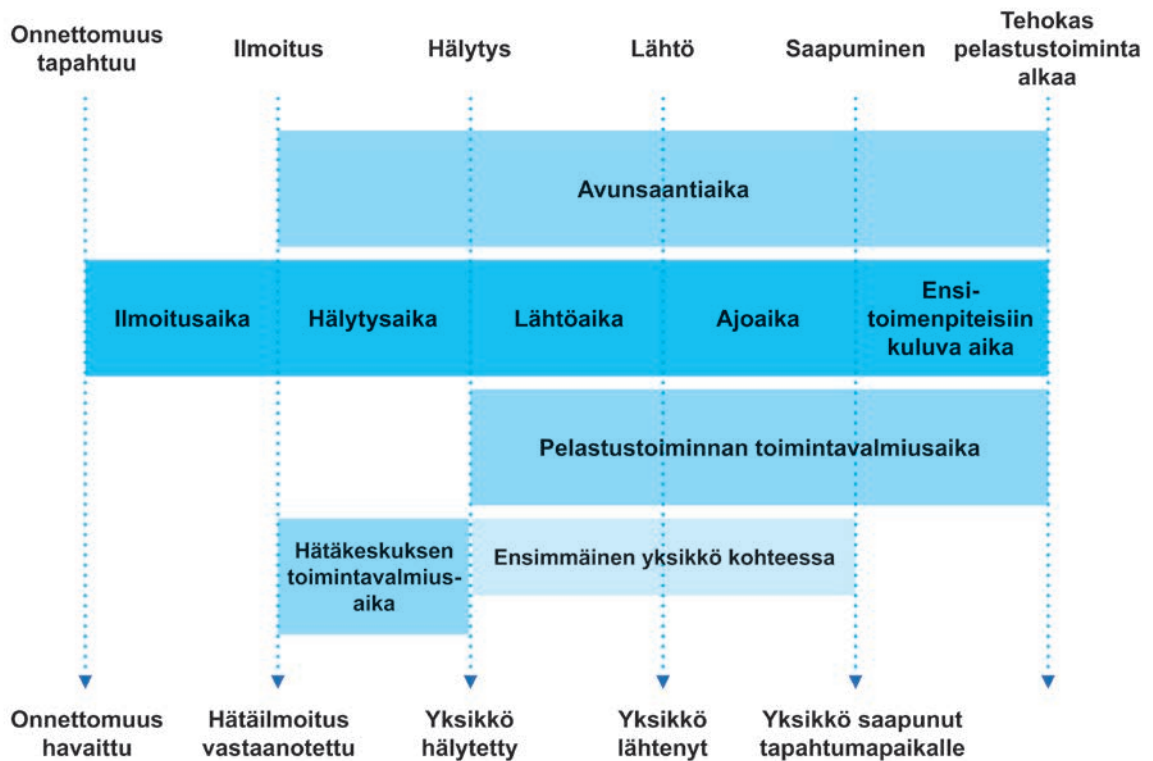 Onnettomuus
tapahtuu
Ilmoitus
Hälytys
Lähtö
Saapuminen
Tehokas
pelastustoiminta
alkaa
Avunsaantiaika
Ilmoitusaika
Hälytysaika
Lähtöaika
Ajoaika
Ensi-
toimenpiteisiin
kuluva aika
Pelastustoiminnan toimintavalmiusaika
Hätäkeskuksen
toimintavalmius-
aika
Ensimmäinen yksikkö kohteessa
Onnettomuus
havaittu
Hätäilmoitus
vastaanotettu
Yksikkö
hälytetty
Yksikkö
lähtenyt
Yksikkö saapunut
tapahtumapaikalle